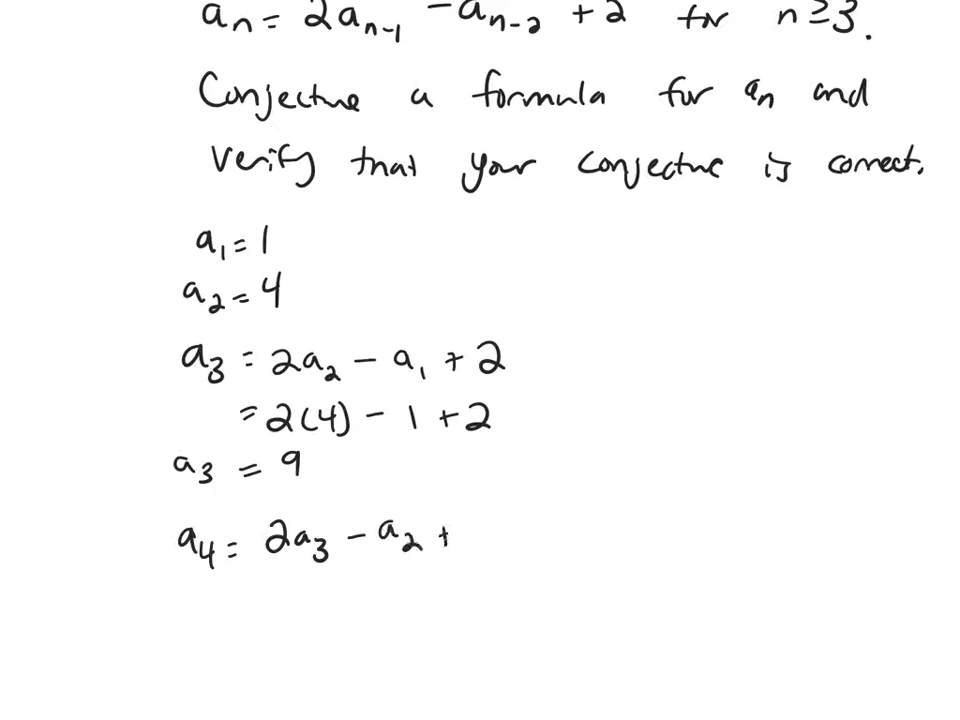 aₙ = 2aₙ₋₁ - aₙ₋₂ + 2 for n ≥ 3.
Conjecture a formula for aₙ and
verify that your conjecture is correct.
a₁ = 1
a₂ = 4
a₃ = 2a₂ - a₁ + 2
= 2(4) - 1 + 2
a₃ = 9
a₄ = 2a₃ - a₂ +